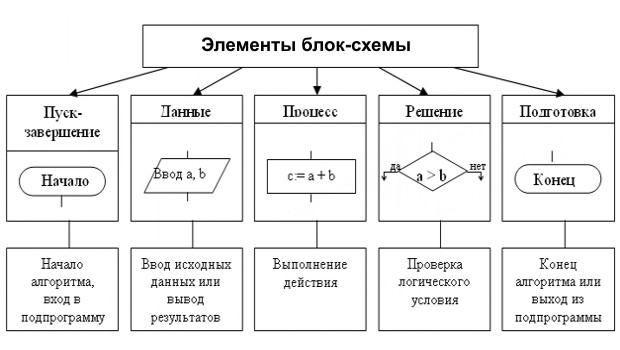 Элементы блок-схемы
Пуск-
завершение
Начало
Начало
алгоритма,
вход в
подпрограмму
Данные
Ввод a, b
Ввод исходных
данных или
вывод
результатов
Процесс
c:= a + b
Выполнение
действия
Решение
да
нет
a > b
Проверка
логического
условия
Подготовка
Конец
Конец
алгоритма или
выход из
подпрограммы